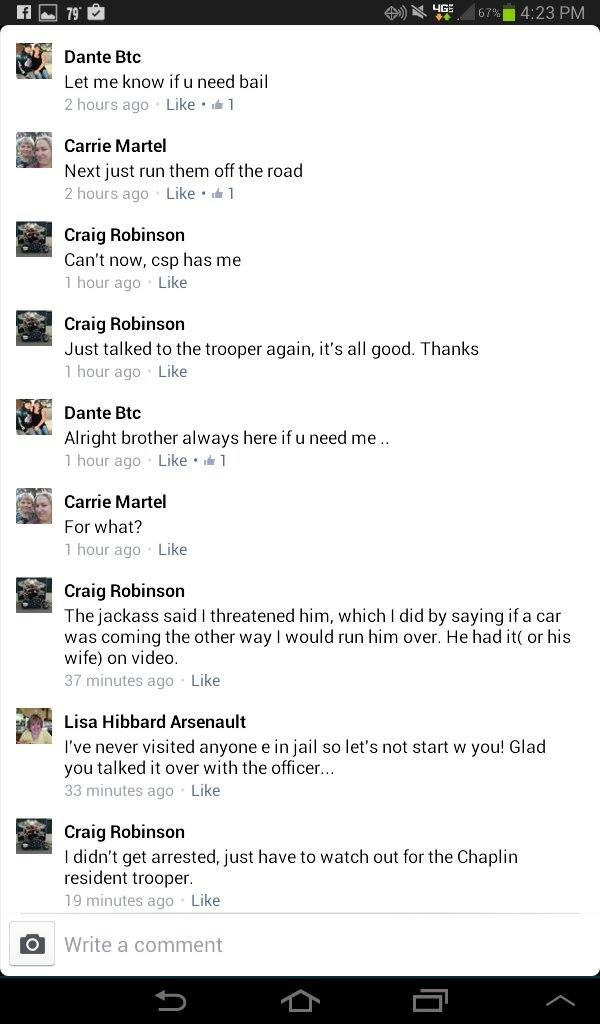 79°
4G
67%
4:23 PM
Dante Btc
Let me know if u need bail
2 hours ago · Like • 1
Carrie Martel
Next just run them off the road
2 hours ago · Like • 1
Craig Robinson
Can't now, csp has me
1 hour ago · Like
Craig Robinson
Just talked to the trooper again, it's all good. Thanks
1 hour ago · Like
Dante Btc
Alright brother always here if u need me ..
1 hour ago · Like • 1
Carrie Martel
For what?
1 hour ago · Like
Craig Robinson
The jackass said I threatened him, which I did by saying if a car
was coming the other way I would run him over. He had it( or his
wife) on video.
37 minutes ago · Like
Lisa Hibbard Arsenault
I've never visited anyone e in jail so let's not start w you! Glad
you talked it over with the officer...
33 minutes ago · Like
Craig Robinson
I didn't get arrested, just have to watch out for the Chaplin
resident trooper.
19 minutes ago · Like
Write a comment